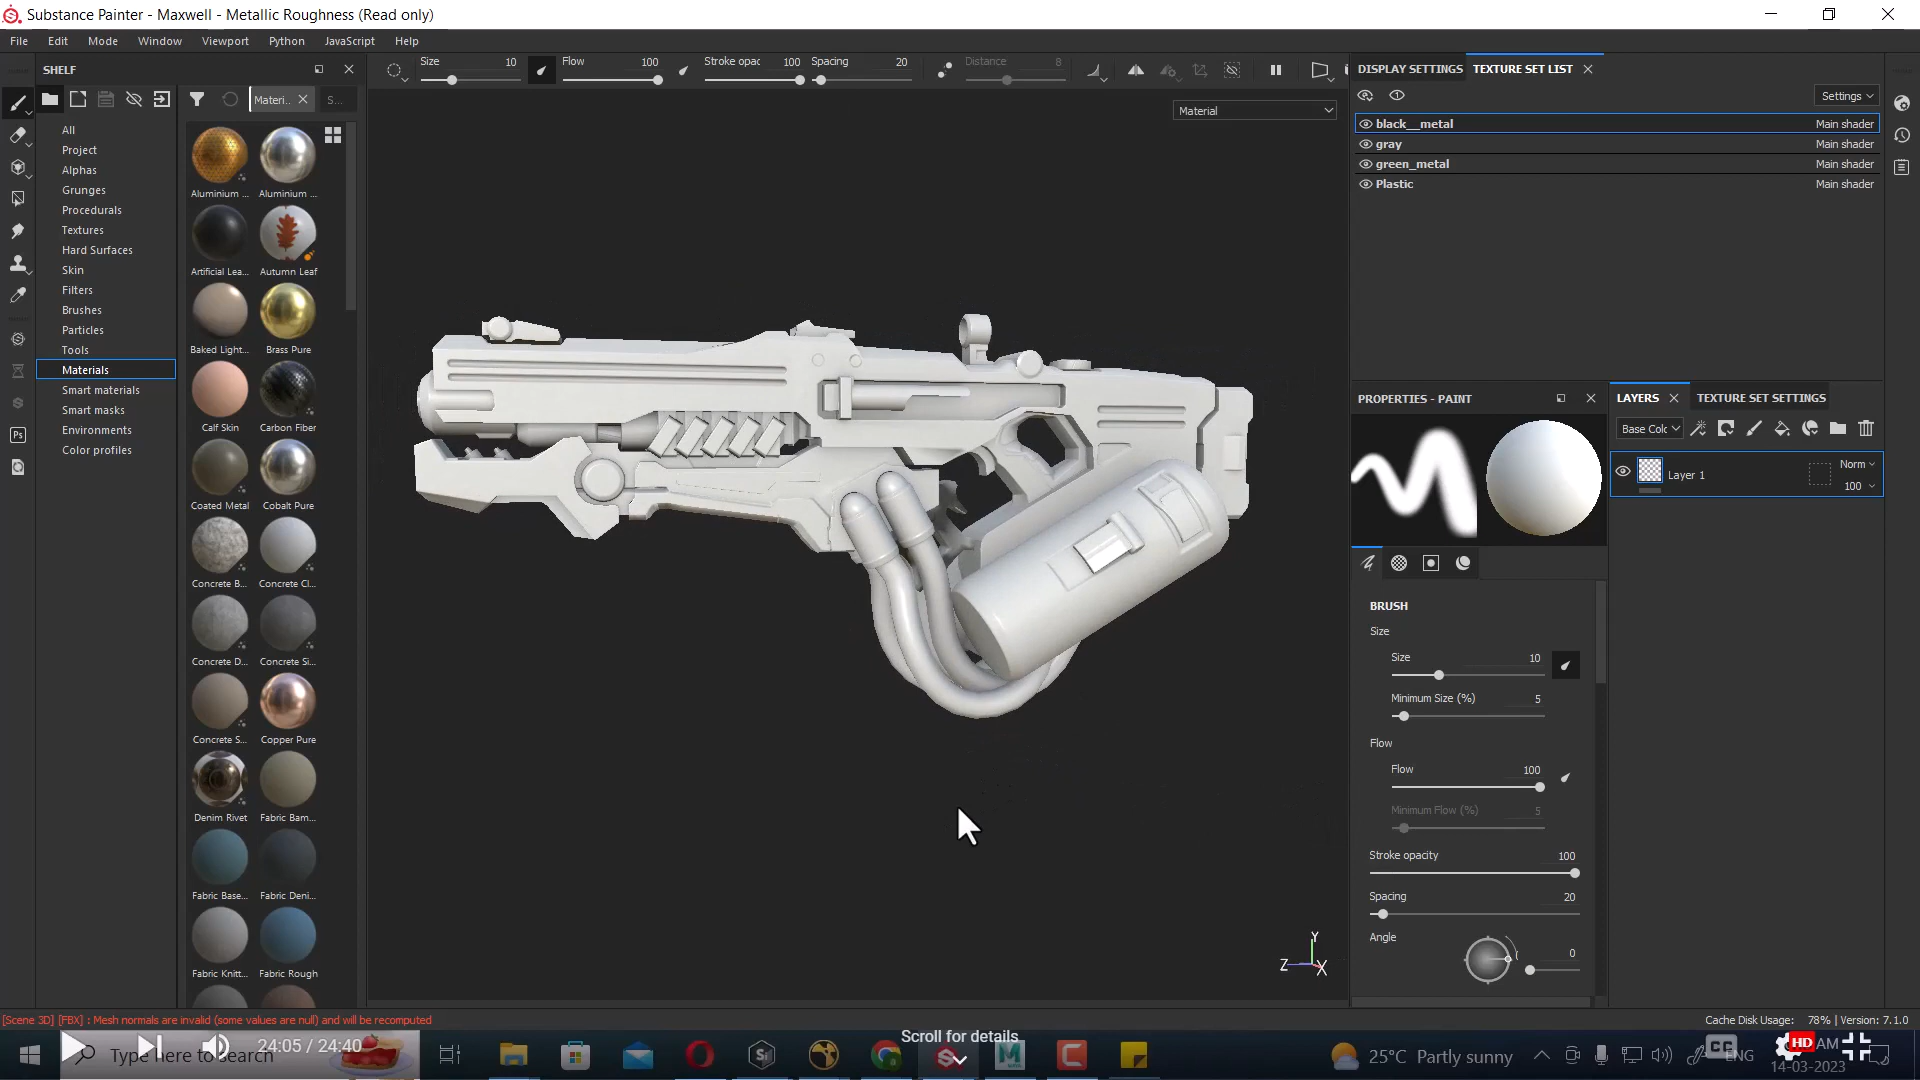 Substance Painter - Maxwell - Metallic Roughness (Read only)
File Edit Mode Window Viewport Python JavaScript Help
SHELF
Size 10
Flow 100
Stroke opac 100
Spacing 20
Distance 8
DISPLAY SETTINGS TEXTURE SET LIST
Materi.. S...
Material
Settings
black__metal Main shader
gray Main shader
green_metal Main shader
Plastic Main shader
All
Project
Alphas
Grunges
Procedurals
Textures
Hard Surfaces
Skin
Filters
Brushes
Particles
Tools
Materials
Smart materials
Smart masks
Environments
Color profiles
Aluminium ... Aluminium ...
Artificial Lea... Autumn Leaf
Baked Light... Brass Pure
Calf Skin Carbon Fiber
Coated Metal Cobalt Pure
Concrete B... Concrete Cl...
Concrete D... Concrete Si...
Concrete S... Copper Pure
Denim Rivet Fabric Bam...
Fabric Base... Fabric Deni...
Fabric Knitt... Fabric Rough
PROPERTIES - PAINT
LAYERS TEXTURE SET SETTINGS
Base Colc
Layer 1 Norm
100
BRUSH
Size
Size 10
Minimum Size (%) 5
Flow
Flow 100
Minimum Flow (%) 5
Stroke opacity 100
Spacing 20
Angle 0
Y
Z X
[Scene 3D] [FBX] : Mesh normals are invalid (some values are null) and will be recomputed
Cache Disk Usage: 78% | Version: 7.1.0
Scroll for details
Type here to search
24:05 / 24:40
Ps
Si
M
C
25°C Partly sunny
CC
ENG
HD
AM
14-03-2023